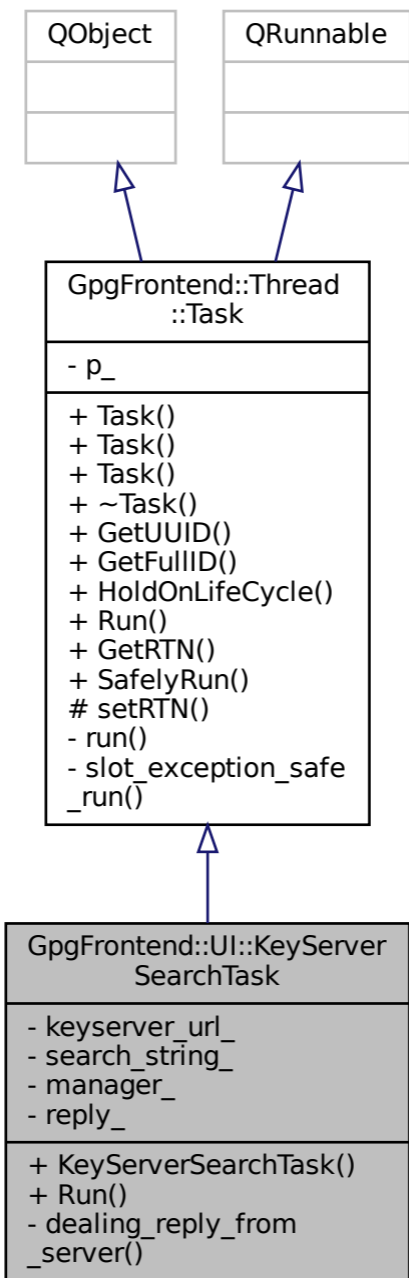 QObject
QRunnable
GpgFrontend::Thread
::Task
- p_
+ Task()
+ Task()
+ Task()
+ ~Task()
+ GetUUID()
+ GetFullID()
+ HoldOnLifeCycle()
+ Run()
+ GetRTN()
+ SafelyRun()
# setRTN()
- run()
- slot_exception_safe
_run()
GpgFrontend::UI::KeyServer
SearchTask
- keyserver_url_
- search_string_
- manager_
- reply_
+ KeyServerSearchTask()
+ Run()
- dealing_reply_from
_server()